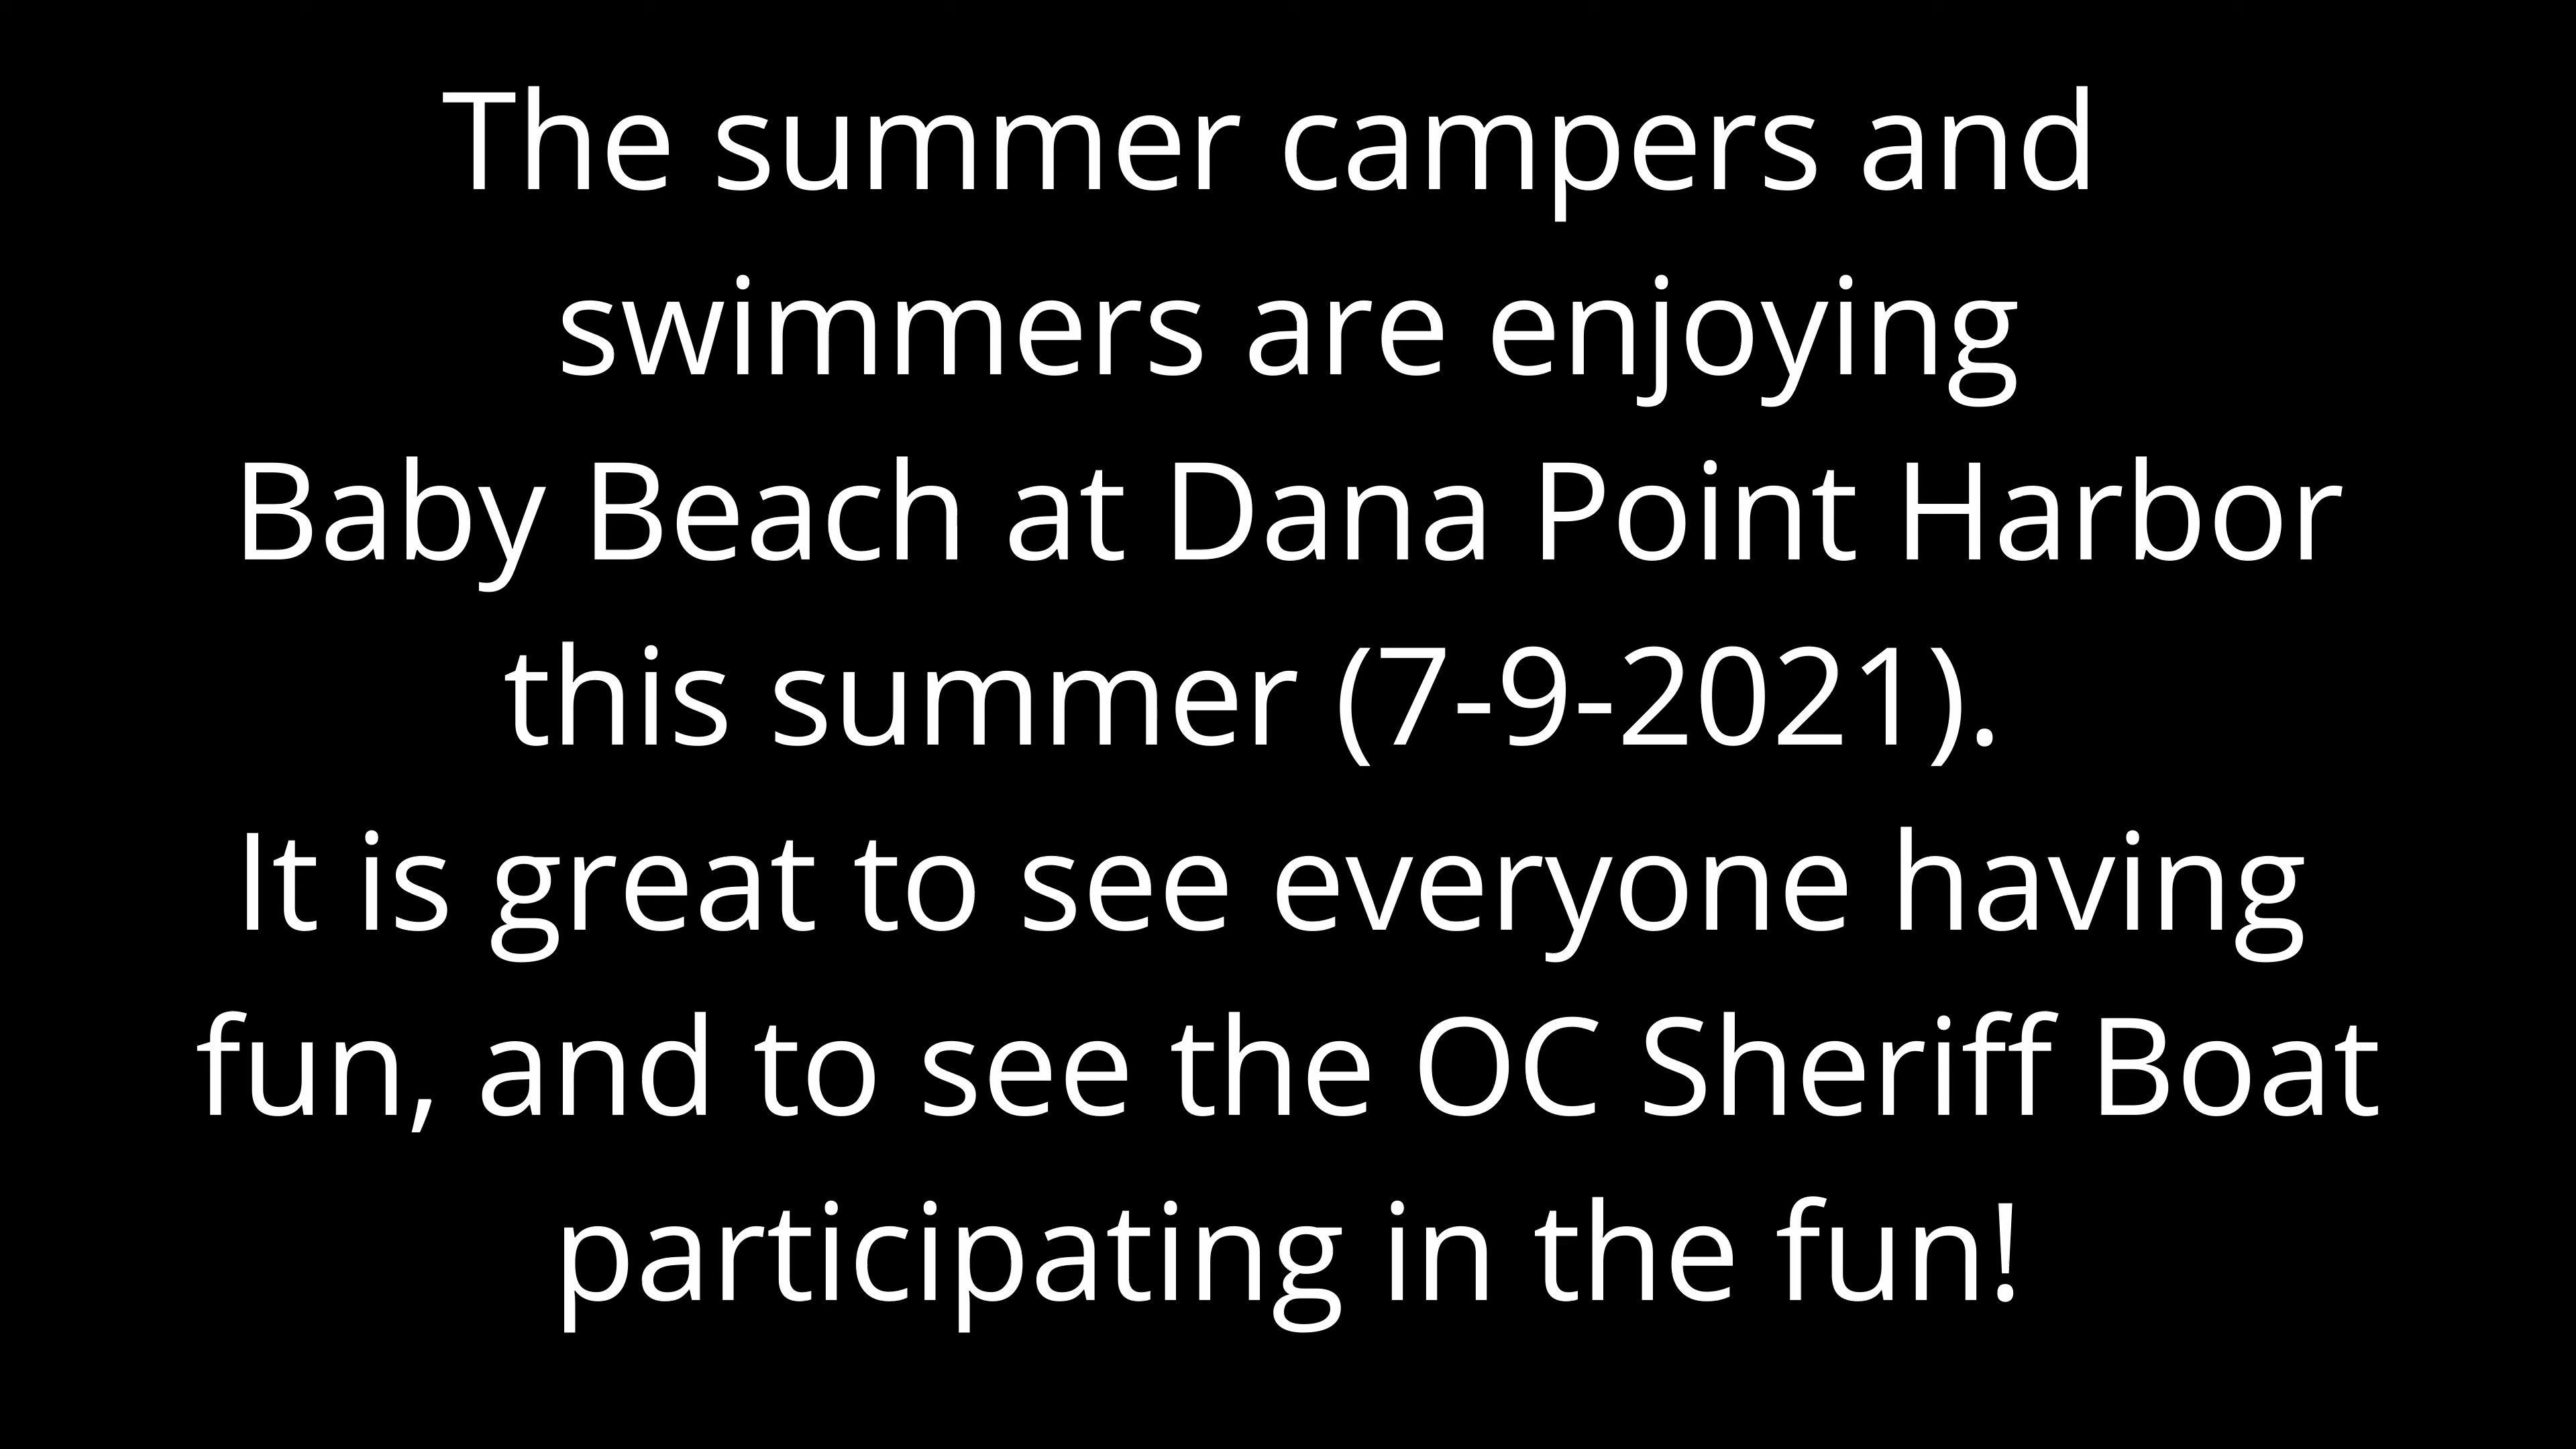 The summer campers and
swimmers are enjoying
Baby Beach at Dana Point Harbor
this summer (7-9-2021).
It is great to see everyone having
fun, and to see the OC Sheriff Boat
participating in the fun!